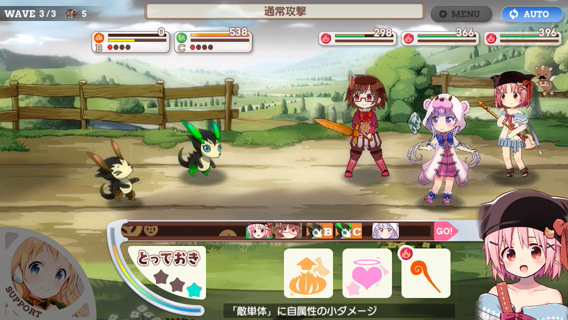 WAVE 3/3 5
通常攻撃
MENU
AUTO
B 0
C 538
298
366
396
B C GO!
とっておき
SUPPORT
「敵単体」に自属性の小ダメージ